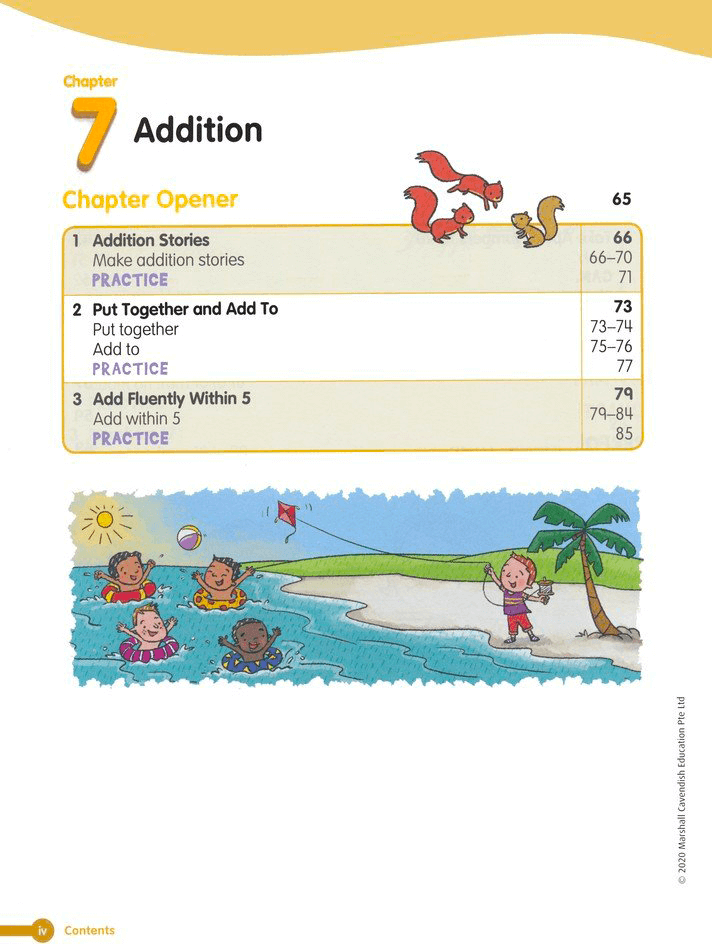 Chapter
7 Addition
Chapter Opener 65
1 Addition Stories 66
Make addition stories 66–70
PRACTICE 71
2 Put Together and Add To 73
Put together 73–74
Add to 75–76
PRACTICE 77
3 Add Fluently Within 5 79
Add within 5 79–84
PRACTICE 85
© 2020 Marshall Cavendish Education Pte Ltd
iv Contents